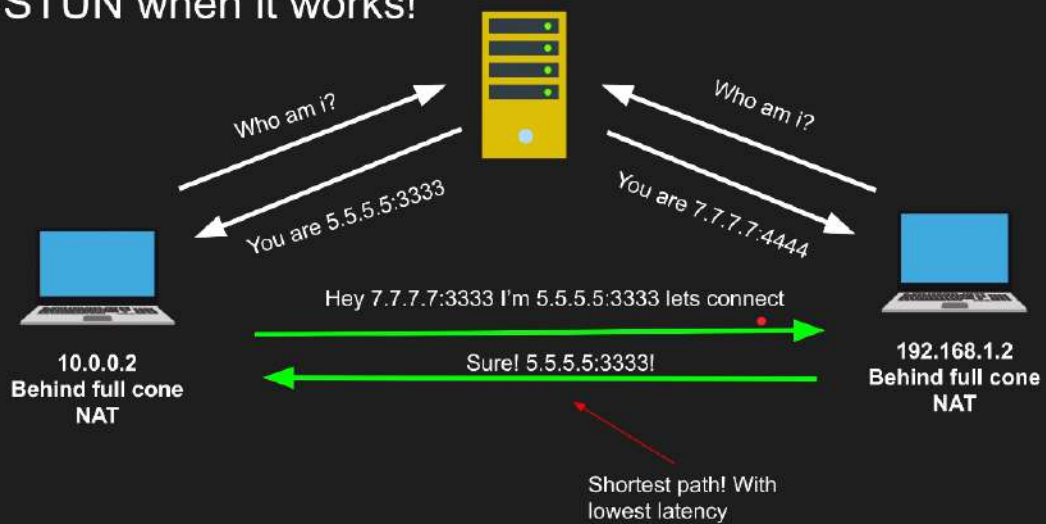 STUN when it works!
Who am i?
Who am i?
You are 5.5.5.5:3333
You are 7.7.7.7:4444
Hey 7.7.7.7:3333 I'm 5.5.5.5:3333 lets connect
Sure! 5.5.5.5:3333!
10.0.0.2
Behind full cone
NAT
192.168.1.2
Behind full cone
NAT
Shortest path! With
lowest latency